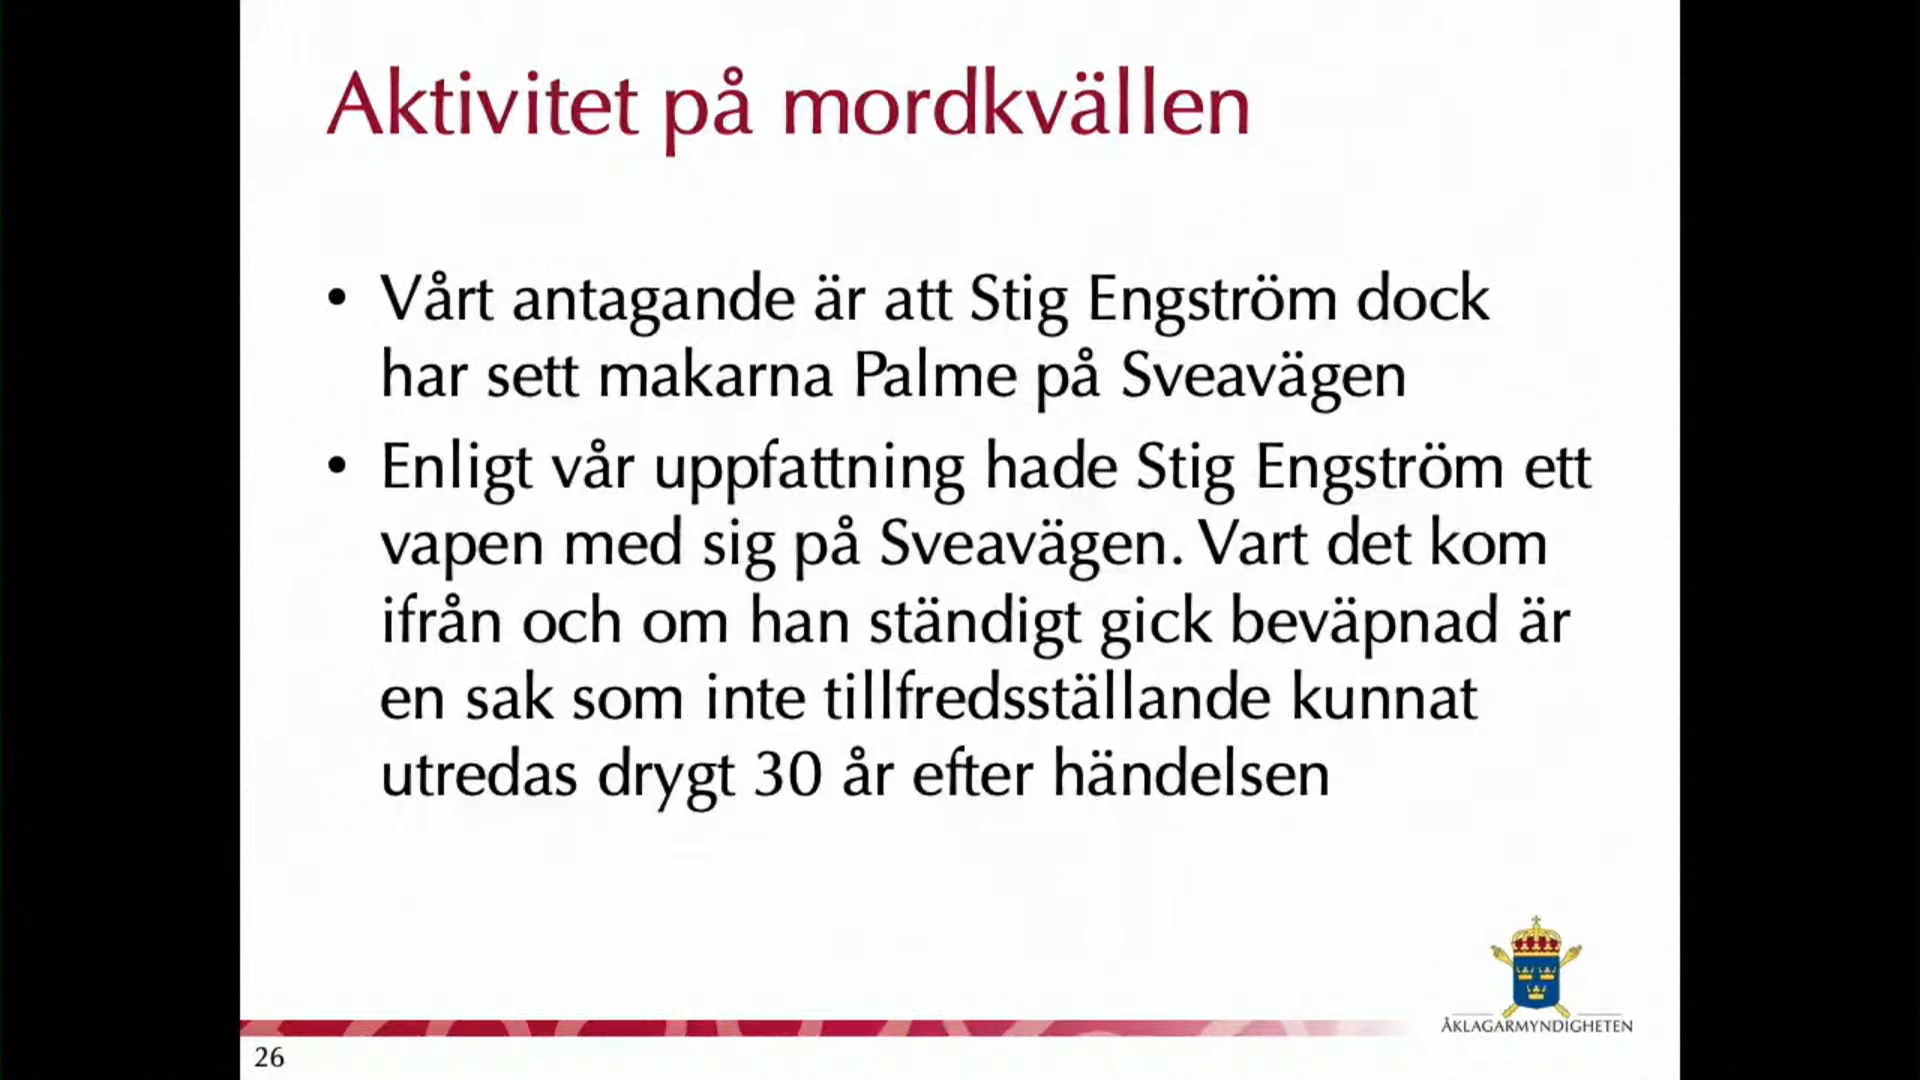 Aktivitet på mordkvällen
• Vårt antagande är att Stig Engström dock
har sett makarna Palme på Sveavägen
• Enligt vår uppfattning hade Stig Engström ett
vapen med sig på Sveavägen. Vart det kom
ifrån och om han ständigt gick beväpnad är
en sak som inte tillfredsställande kunnat
utredas drygt 30 år efter händelsen
ÅKLAGARMYNDIGHETEN
26